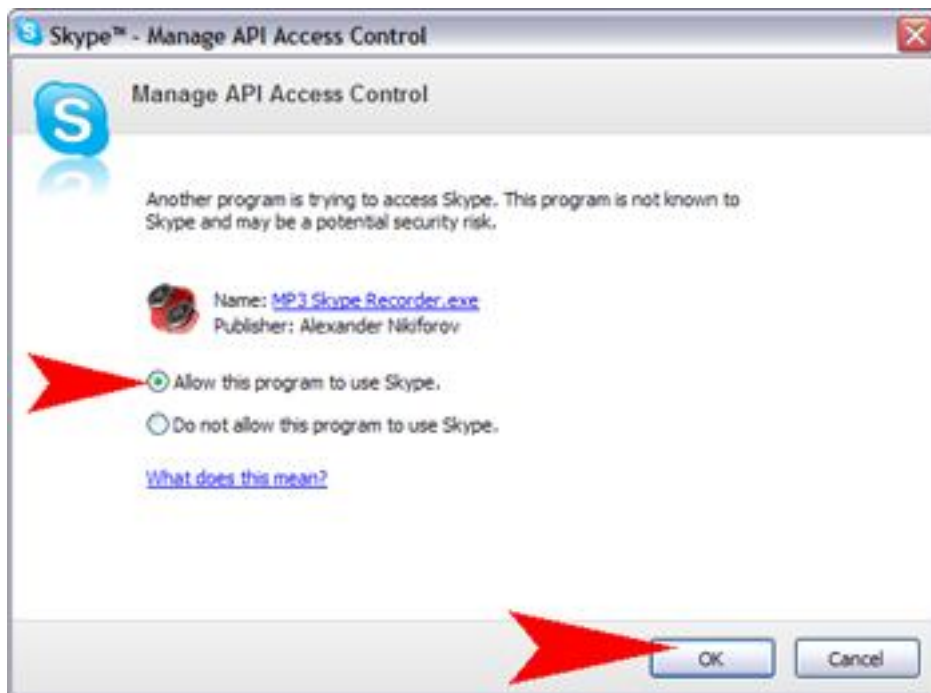 Skype™ - Manage API Access Control
Manage API Access Control
Another program is trying to access Skype. This program is not known to
Skype and may be a potential security risk.
Name: MP3 Skype Recorder.exe
Publisher: Alexander Nikiforov
Allow this program to use Skype.
Do not allow this program to use Skype.
What does this mean?
OK
Cancel